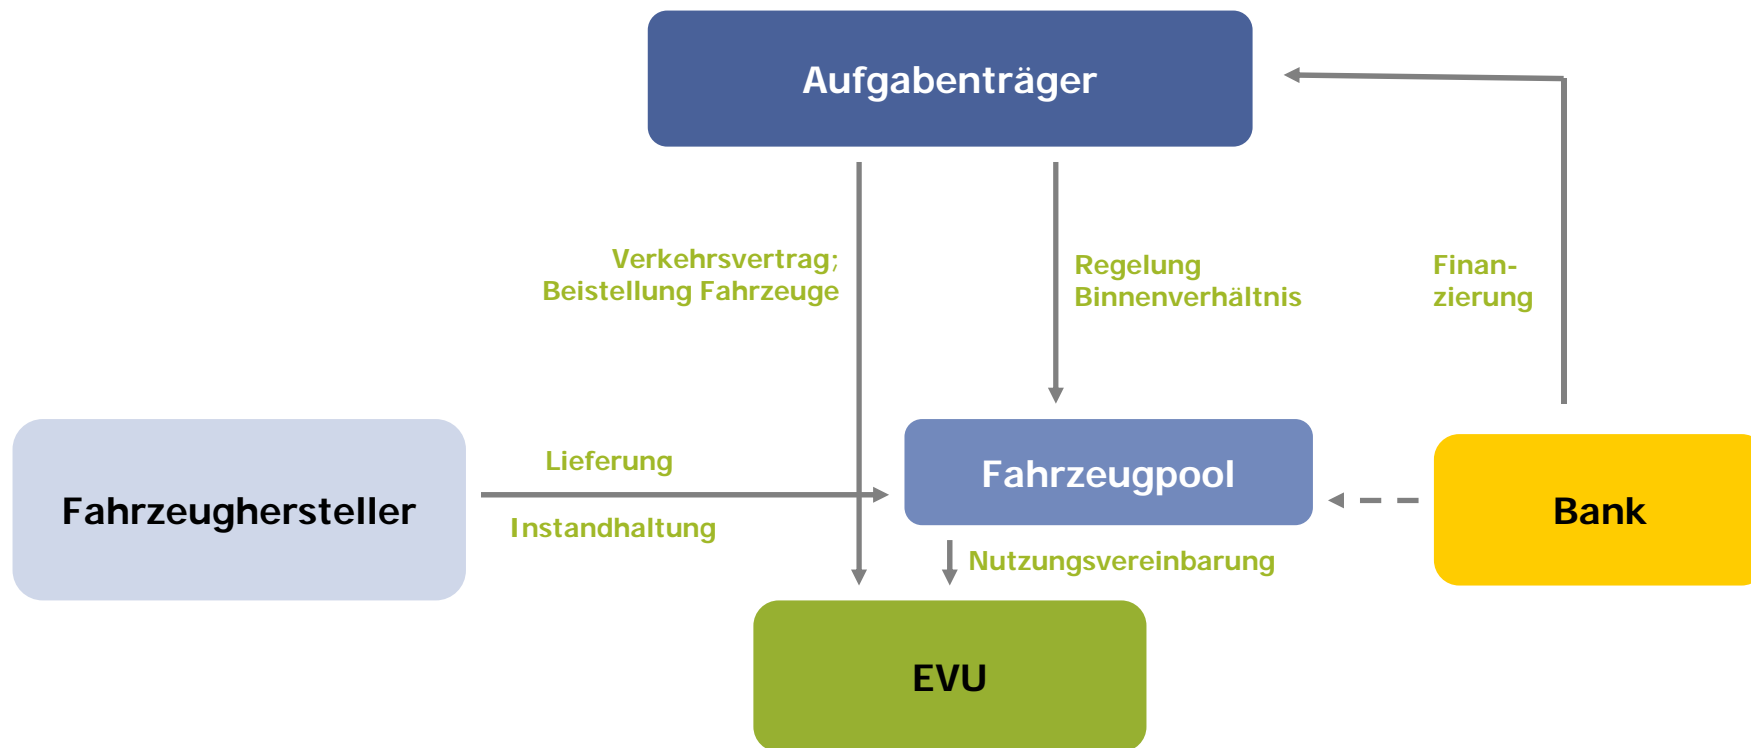 Aufgabenträger
Verkehrsvertrag;
Beistellung Fahrzeuge
Regelung
Binnenverhältnis
Finan-
zierung
Fahrzeughersteller
Lieferung
Instandhaltung
Fahrzeugpool
Bank
Nutzungsvereinbarung
EVU